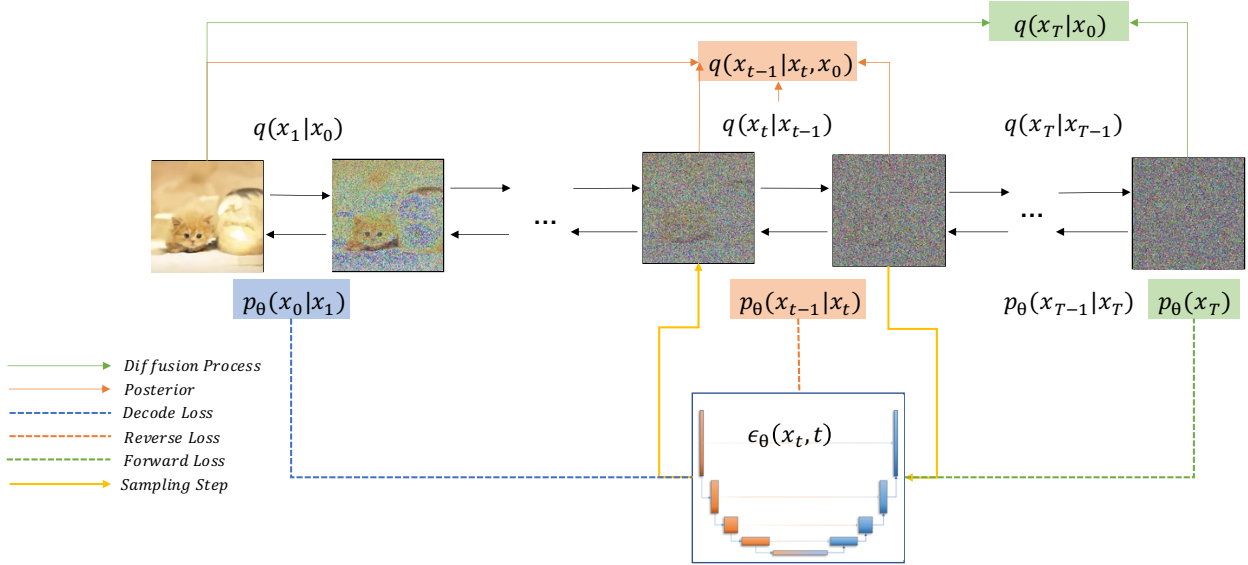 q(x_T|x_0)
q(x_{t−1}|x_t, x_0)
q(x_1|x_0)
q(x_t|x_{t−1})
q(x_T|x_{T−1})
...
...
p_θ(x_0|x_1)
p_θ(x_{t−1}|x_t)
p_θ(x_{T−1}|x_T)
p_θ(x_T)
Diffusion Process
Posterior
Decode Loss
Reverse Loss
Forward Loss
Sampling Step
ϵ_θ(x_t, t)